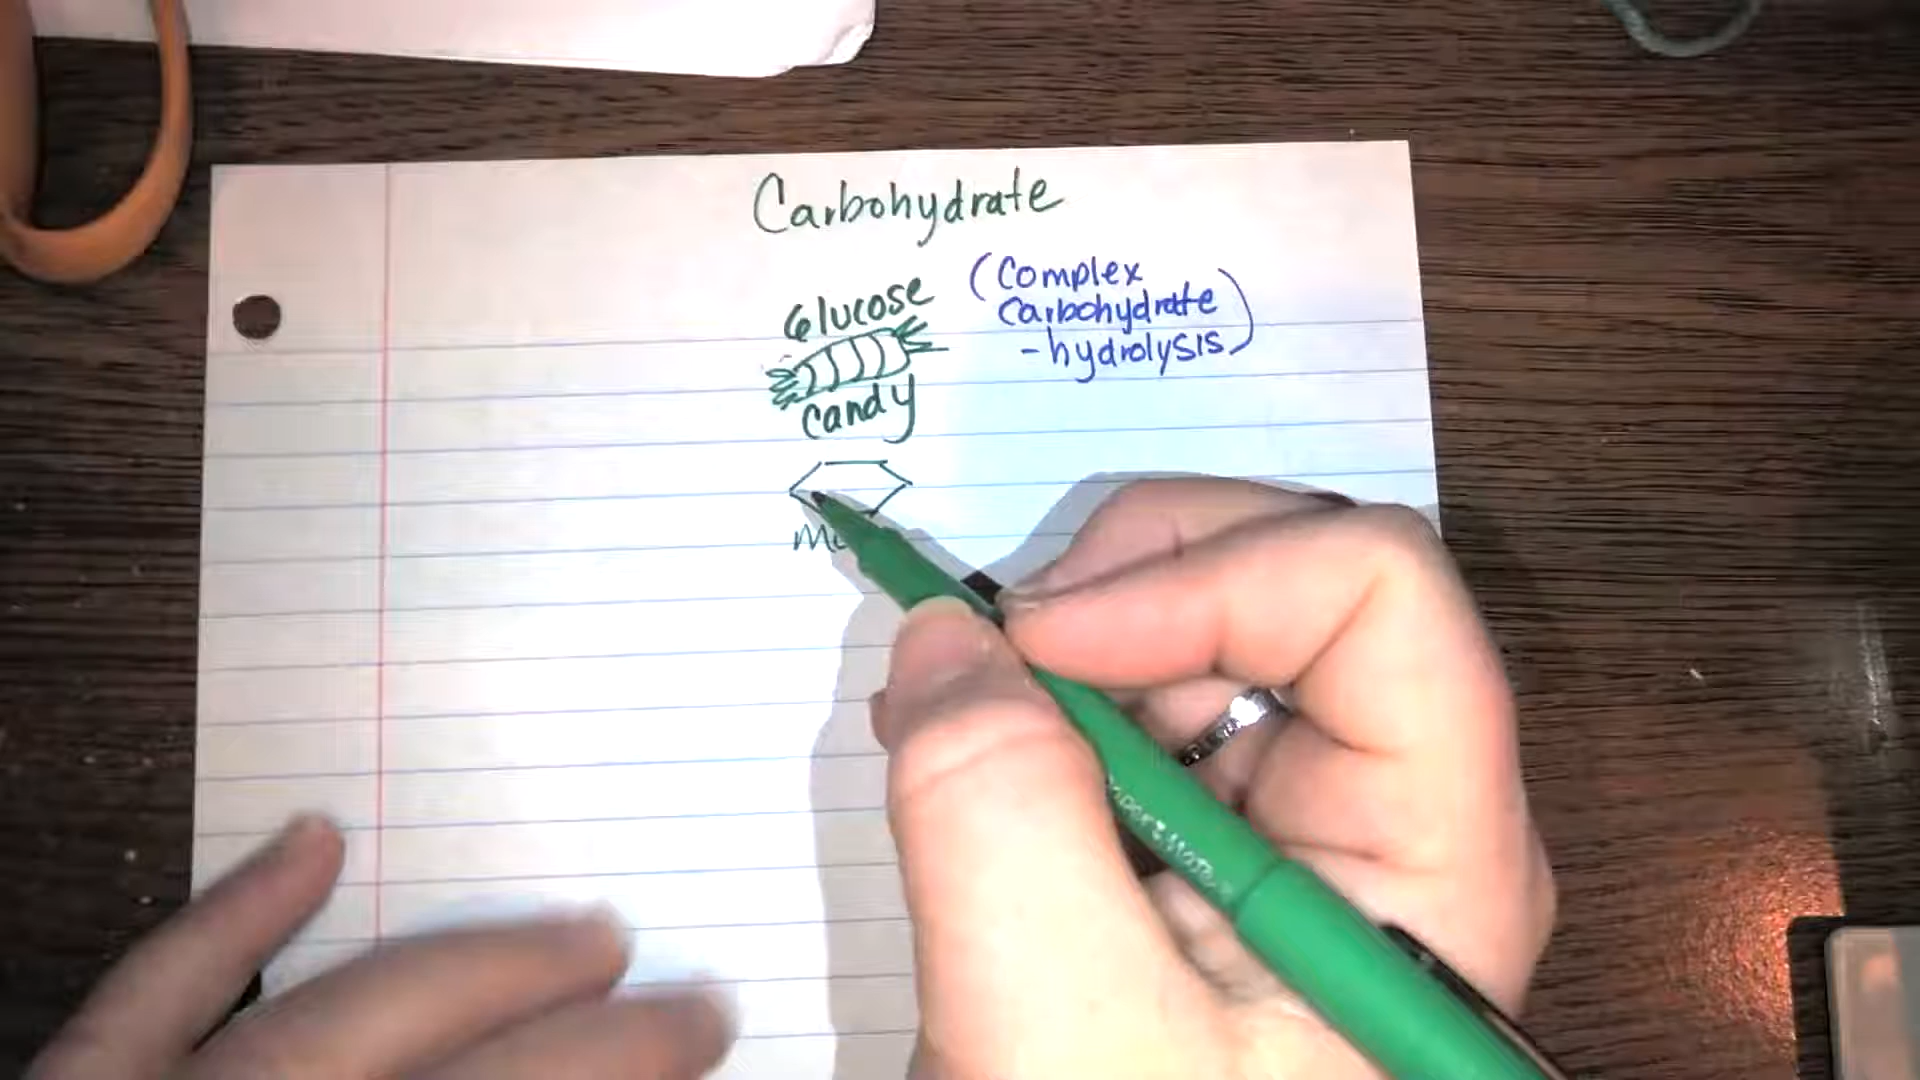 Carbohydrate
Glucose
candy
(Complex
Carbohydrate
-hydrolysis)